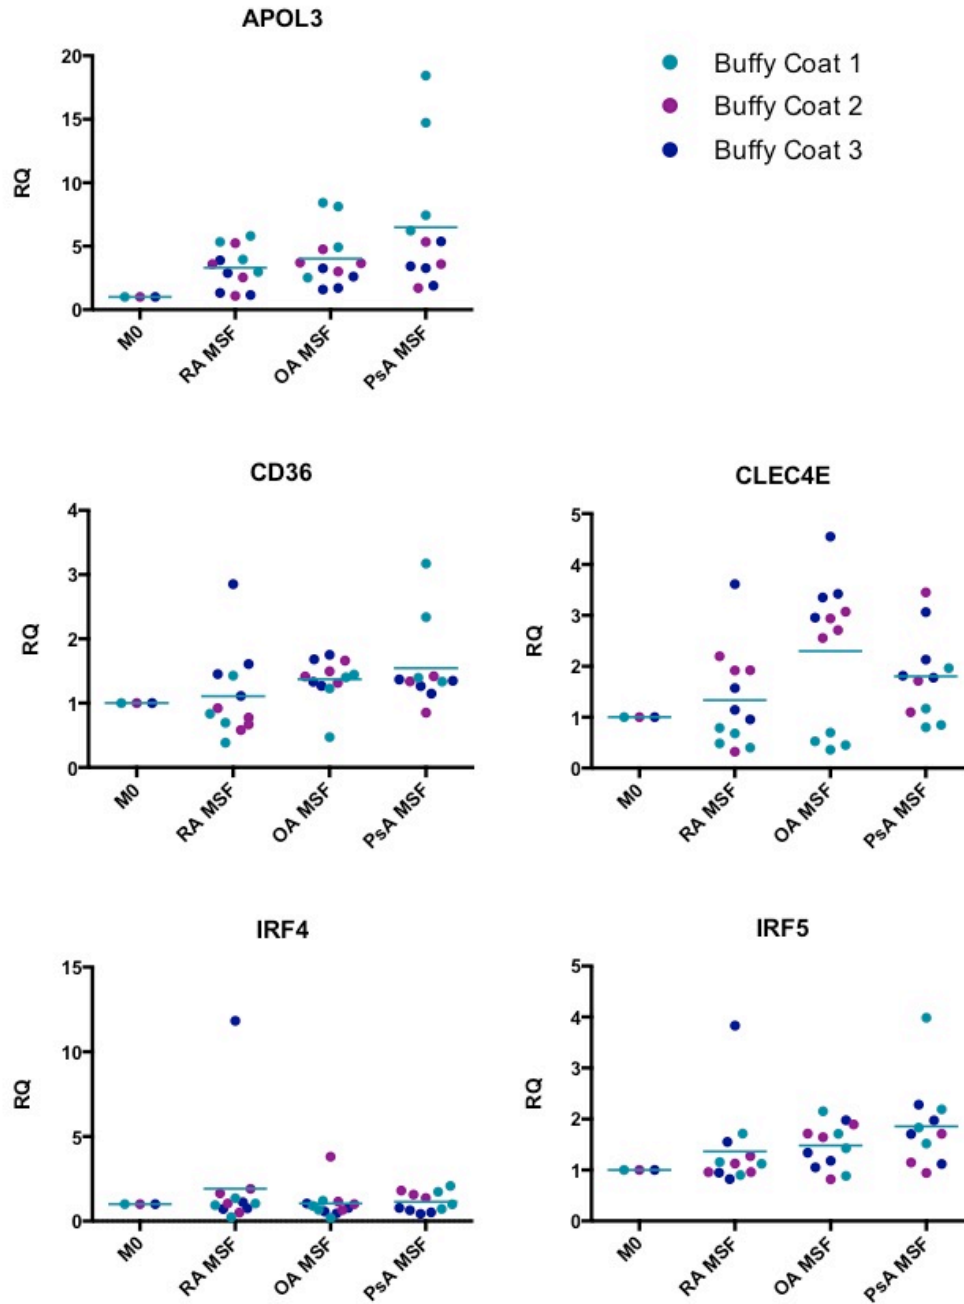 APOL3
20
15
10
5
0
RQ
M0
RA MSF
OA MSF
PsA MSF
Buffy Coat 1
Buffy Coat 2
Buffy Coat 3
CD36
4
3
2
1
0
RQ
M0
RA MSF
OA MSF
PsA MSF
CLEC4E
5
4
3
2
1
0
RQ
M0
RA MSF
OA MSF
PsA MSF
IRF4
15
10
5
0
RQ
M0
RA MSF
OA MSF
PsA MSF
IRF5
5
4
3
2
1
0
RQ
M0
RA MSF
OA MSF
PsA MSF